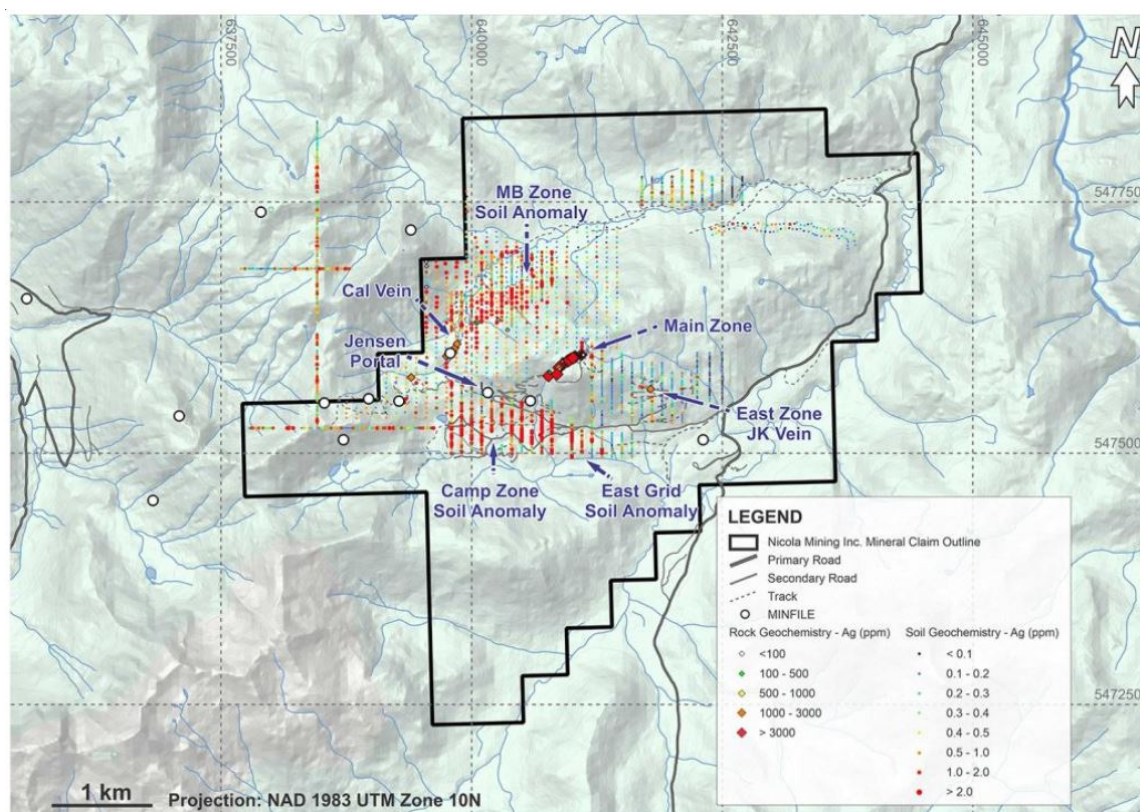 637500
640000
642500
645000
N
547750
MB Zone
Soil Anomaly
Cal Vein
Main Zone
Jensen
Portal
East Zone
JK Vein
547500
Camp Zone
Soil Anomaly
East Grid
Soil Anomaly
LEGEND
Nicola Mining Inc. Mineral Claim Outline
Primary Road
Secondary Road
Track
MINFILE
Rock Geochemistry - Ag (ppm)
<100
100 - 500
500 - 1000
1000 - 3000
> 3000
Soil Geochemistry - Ag (ppm)
< 0.1
0.1 - 0.2
0.2 - 0.3
0.3 - 0.4
0.4 - 0.5
0.5 - 1.0
1.0 - 2.0
> 2.0
547250
1 km
Projection: NAD 1983 UTM Zone 10N